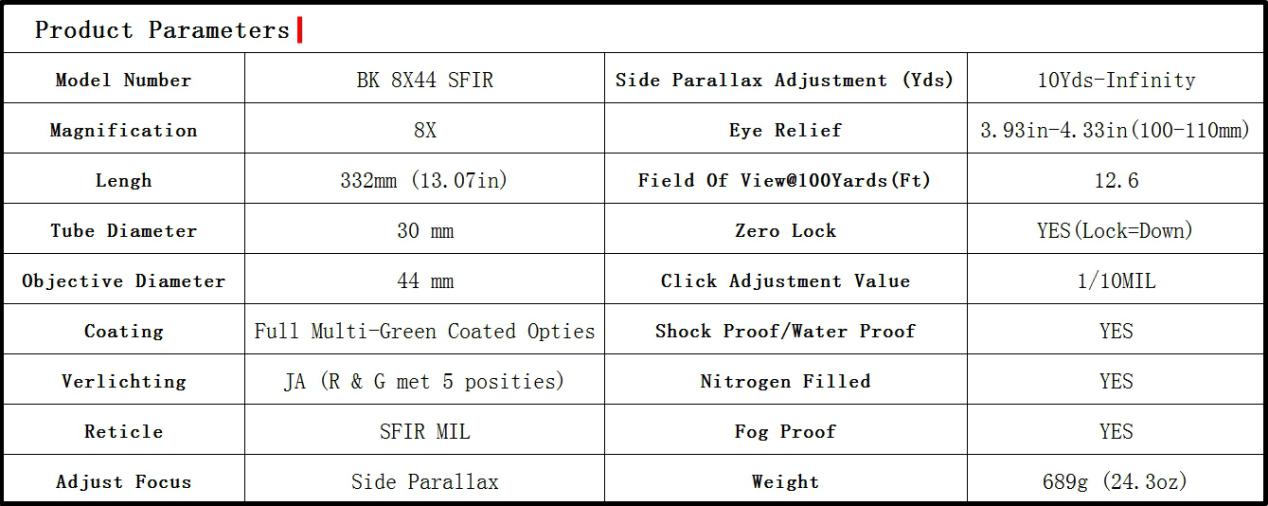 Product Parameters
Model Number BK 8X44 SFIR Side Parallax Adjustment (Yds) 10Yds-Infinity
Magnification 8X Eye Relief 3.93in-4.33in(100-110mm)
Lengh 332mm (13.07in) Field Of View@100Yards(Ft) 12.6
Tube Diameter 30 mm Zero Lock YES(Lock=Down)
Objective Diameter 44 mm Click Adjustment Value 1/10MIL
Coating Full Multi-Green Coated Opties Shock Proof/Water Proof YES
Verlichting JA (R & G met 5 posities) Nitrogen Filled YES
Reticle SFIR MIL Fog Proof YES
Adjust Focus Side Parallax Weight 689g (24.3oz)